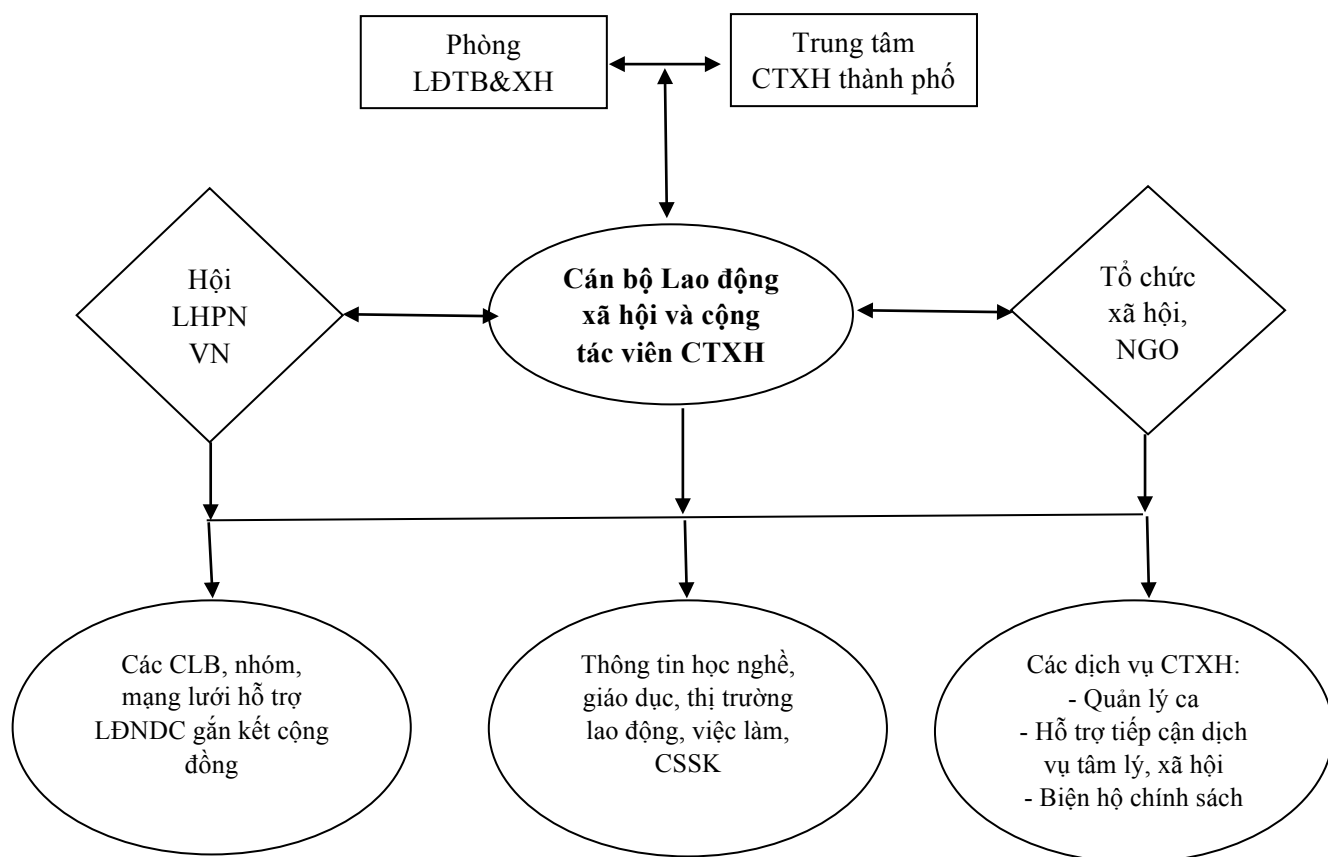 Phòng
LĐTB&XH
Trung tâm
CTXH thành phố
Hội
LHPN
VN
Cán bộ Lao động
xã hội và cộng
tác viên CTXH
Tổ chức
xã hội,
NGO
Các CLB, nhóm,
mạng lưới hỗ trợ
LĐNDC gắn kết cộng
đồng
Thông tin học nghề,
giáo dục, thị trường
lao động, việc làm,
CSSK
Các dịch vụ CTXH:
- Quản lý ca
- Hỗ trợ tiếp cận dịch
vụ tâm lý, xã hội
- Biện hộ chính sách